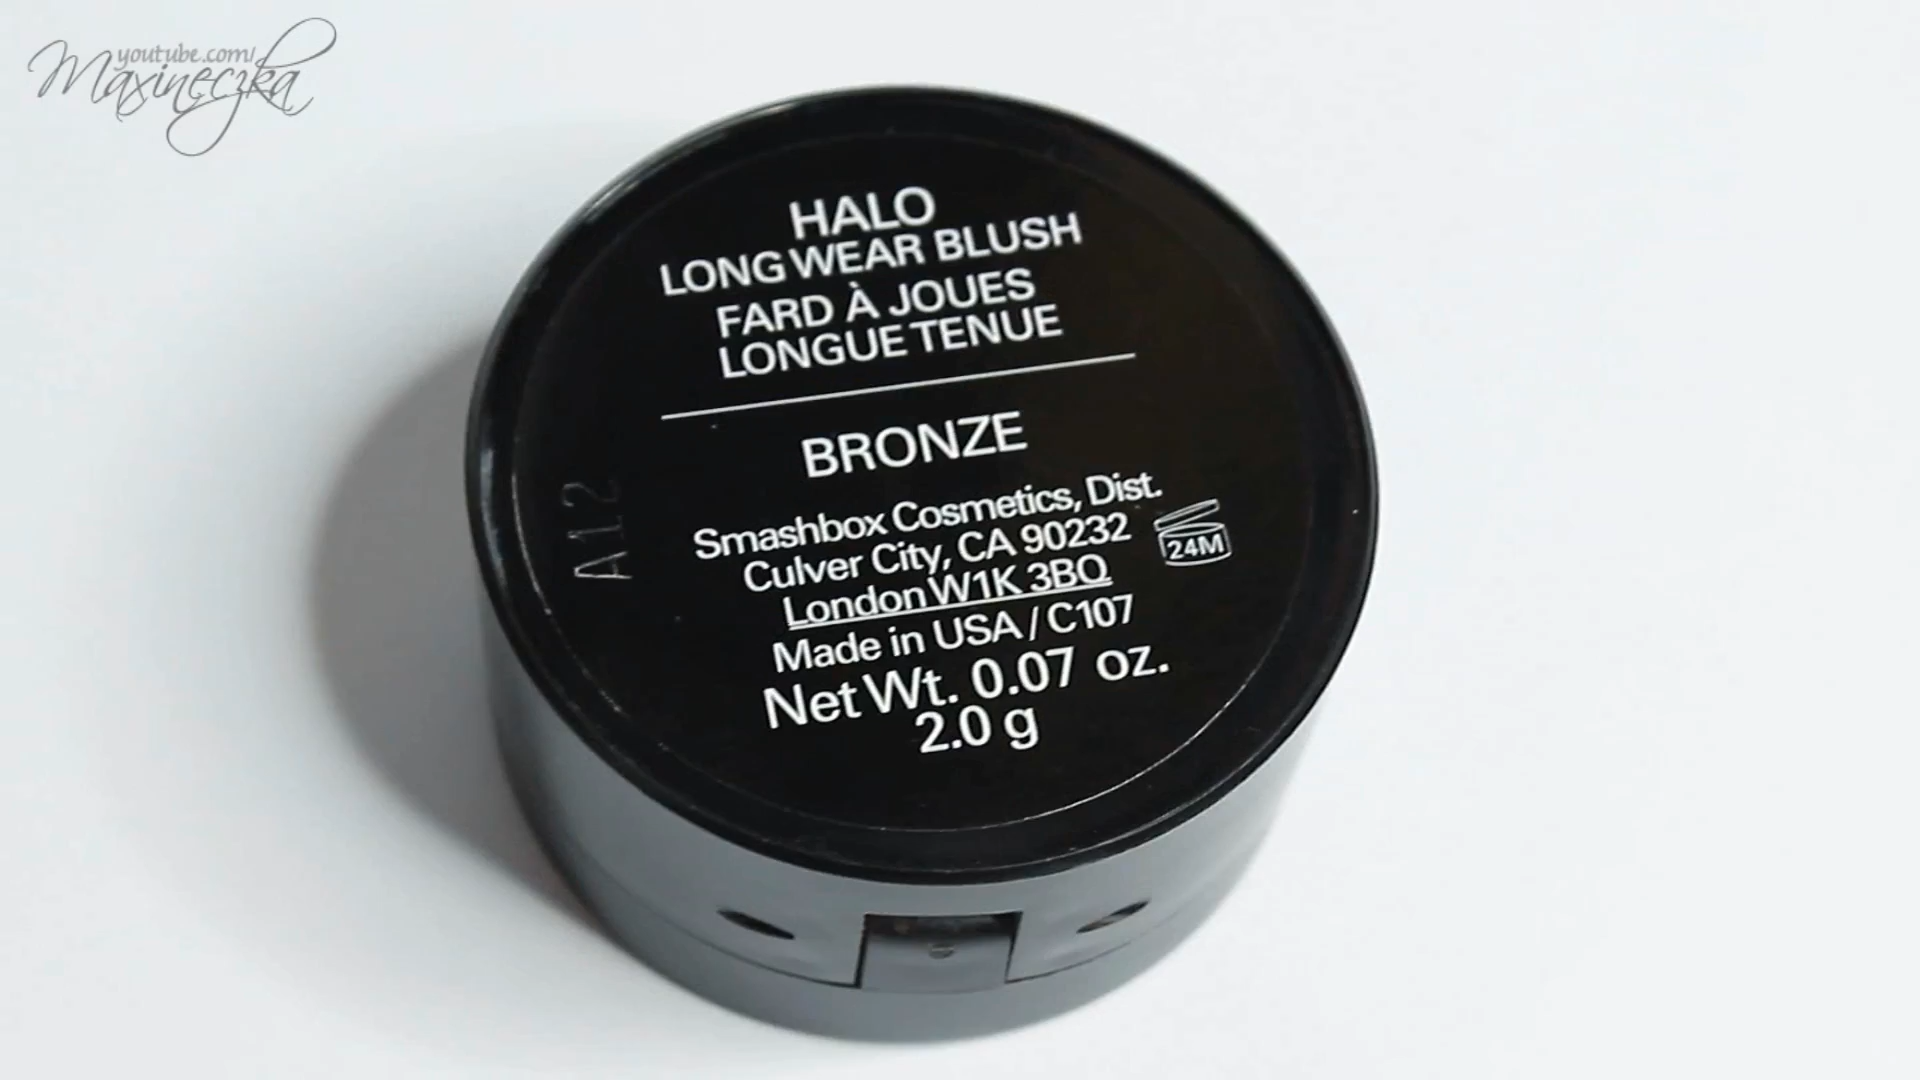 youtube.com/
Maxineczka
HALO
LONG WEAR BLUSH
FARD À JOUES
LONGUE TENUE
BRONZE
Smashbox Cosmetics, Dist.
Culver City, CA 90232
London W1K 3BQ
Made in USA / C107
Net Wt. 0.07 oz.
2.0 g
24M
A12